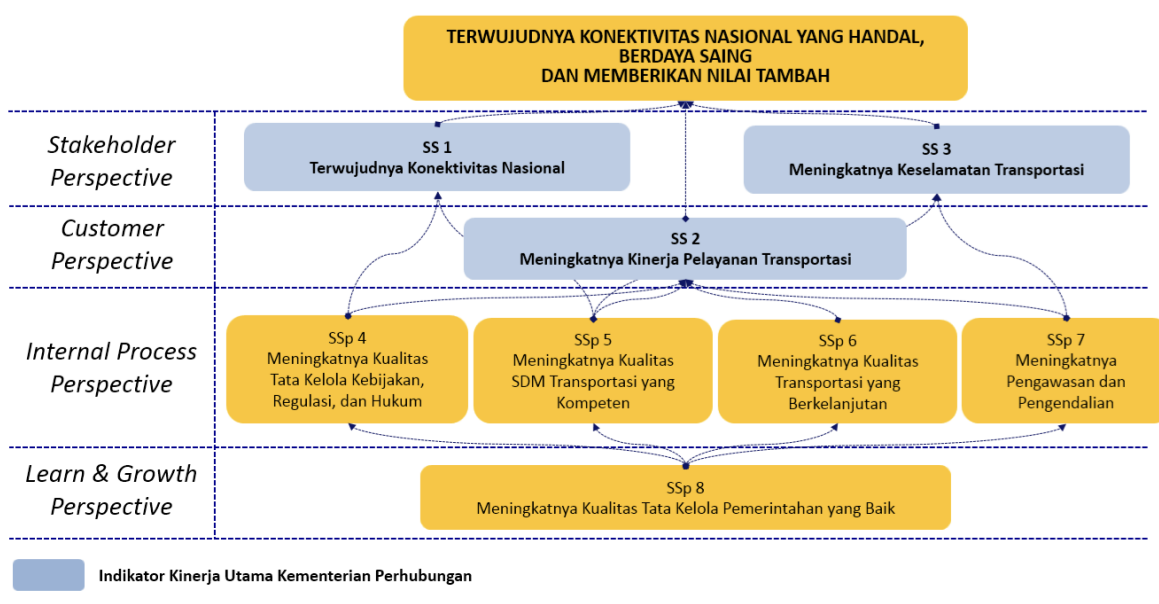 TERWUJUDNYA KONEKTIVITAS NASIONAL YANG HANDAL,
BERDAYA SAING
DAN MEMBERIKAN NILAI TAMBAH
Stakeholder
Perspective
SS 1
Terwujudnya Konektivitas Nasional
SS 3
Meningkatnya Keselamatan Transportasi
Customer
Perspective
SS 2
Meningkatnya Kinerja Pelayanan Transportasi
Internal Process
Perspective
SSp 4
Meningkatnya Kualitas
Tata Kelola Kebijakan,
Regulasi, dan Hukum
SSp 5
Meningkatnya Kualitas
SDM Transportasi yang
Kompeten
SSp 6
Meningkatnya Kualitas
Transportasi yang
Berkelanjutan
SSp 7
Meningkatnya
Pengawasan dan
Pengendalian
Learn & Growth
Perspective
SSp 8
Meningkatnya Kualitas Tata Kelola Pemerintahan yang Baik
Indikator Kinerja Utama Kementerian Perhubungan